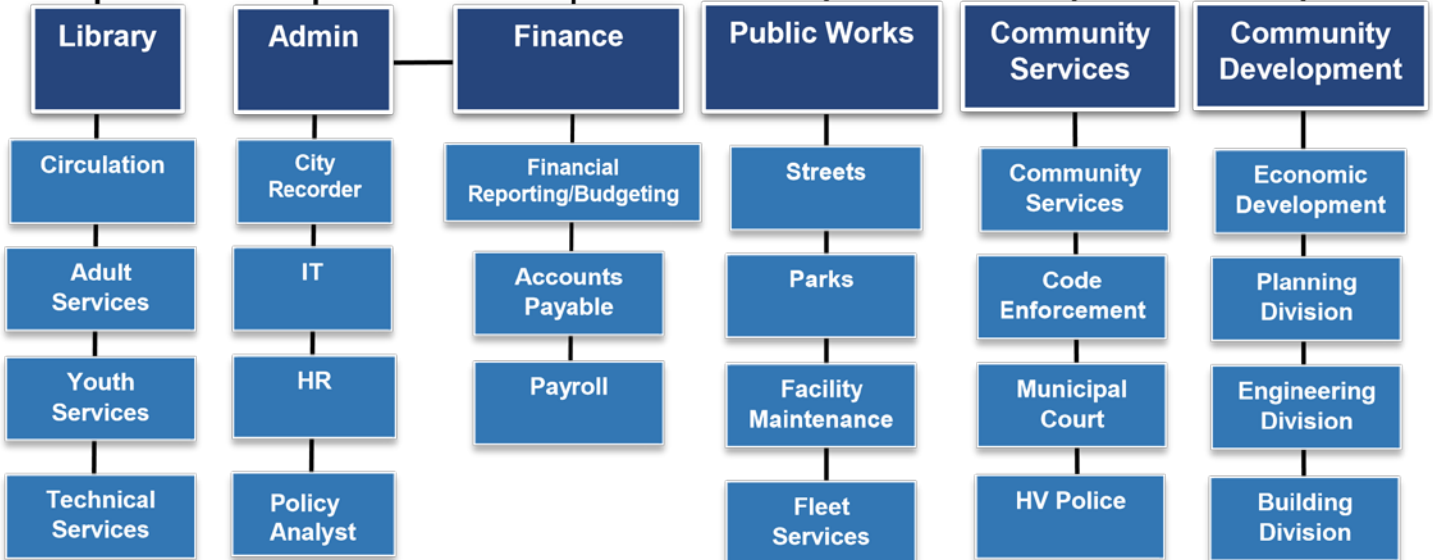 Library
Admin
Finance
Public Works
Community
Services
Community
Development
Circulation
Adult
Services
Youth
Services
Technical
Services
City
Recorder
IT
HR
Policy
Analyst
Financial
Reporting/Budgeting
Accounts
Payable
Payroll
Streets
Parks
Facility
Maintenance
Fleet
Services
Community
Services
Code
Enforcement
Municipal
Court
HV Police
Economic
Development
Planning
Division
Engineering
Division
Building
Division